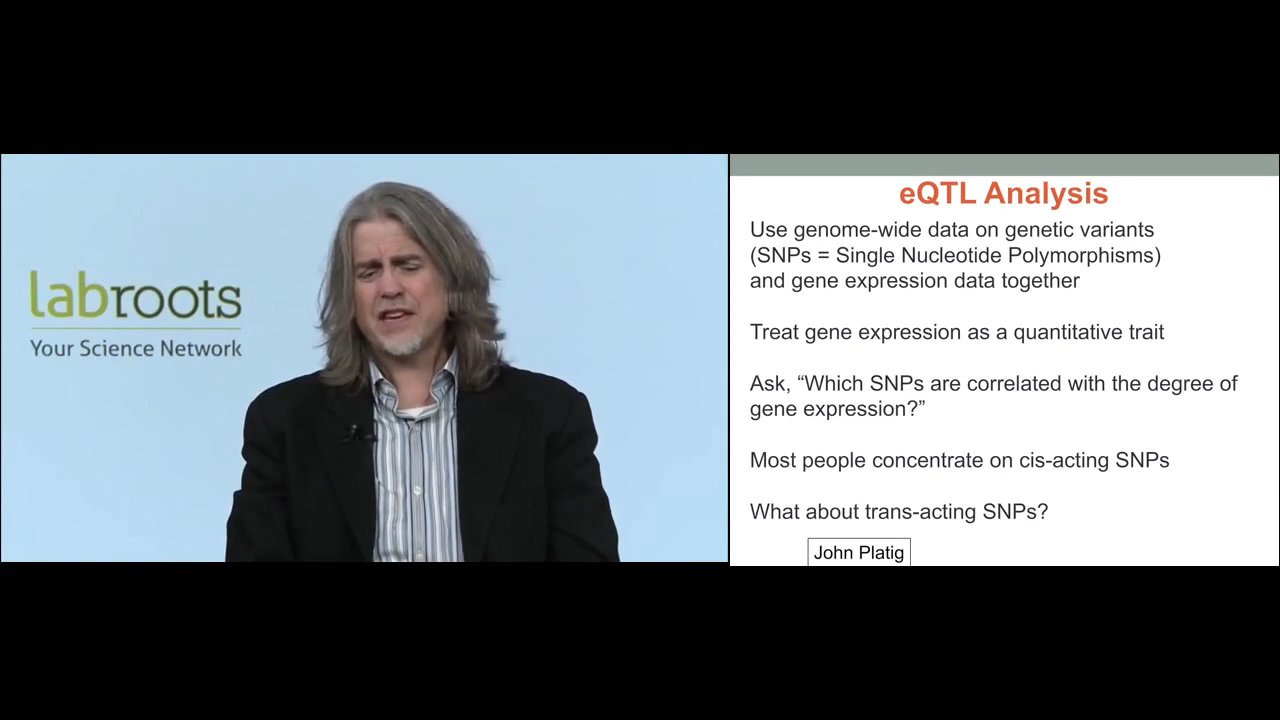 labroots
Your Science Network
eQTL Analysis
Use genome-wide data on genetic variants
(SNPs = Single Nucleotide Polymorphisms)
and gene expression data together
Treat gene expression as a quantitative trait
Ask, “Which SNPs are correlated with the degree of
gene expression?”
Most people concentrate on cis-acting SNPs
What about trans-acting SNPs?
John Platig